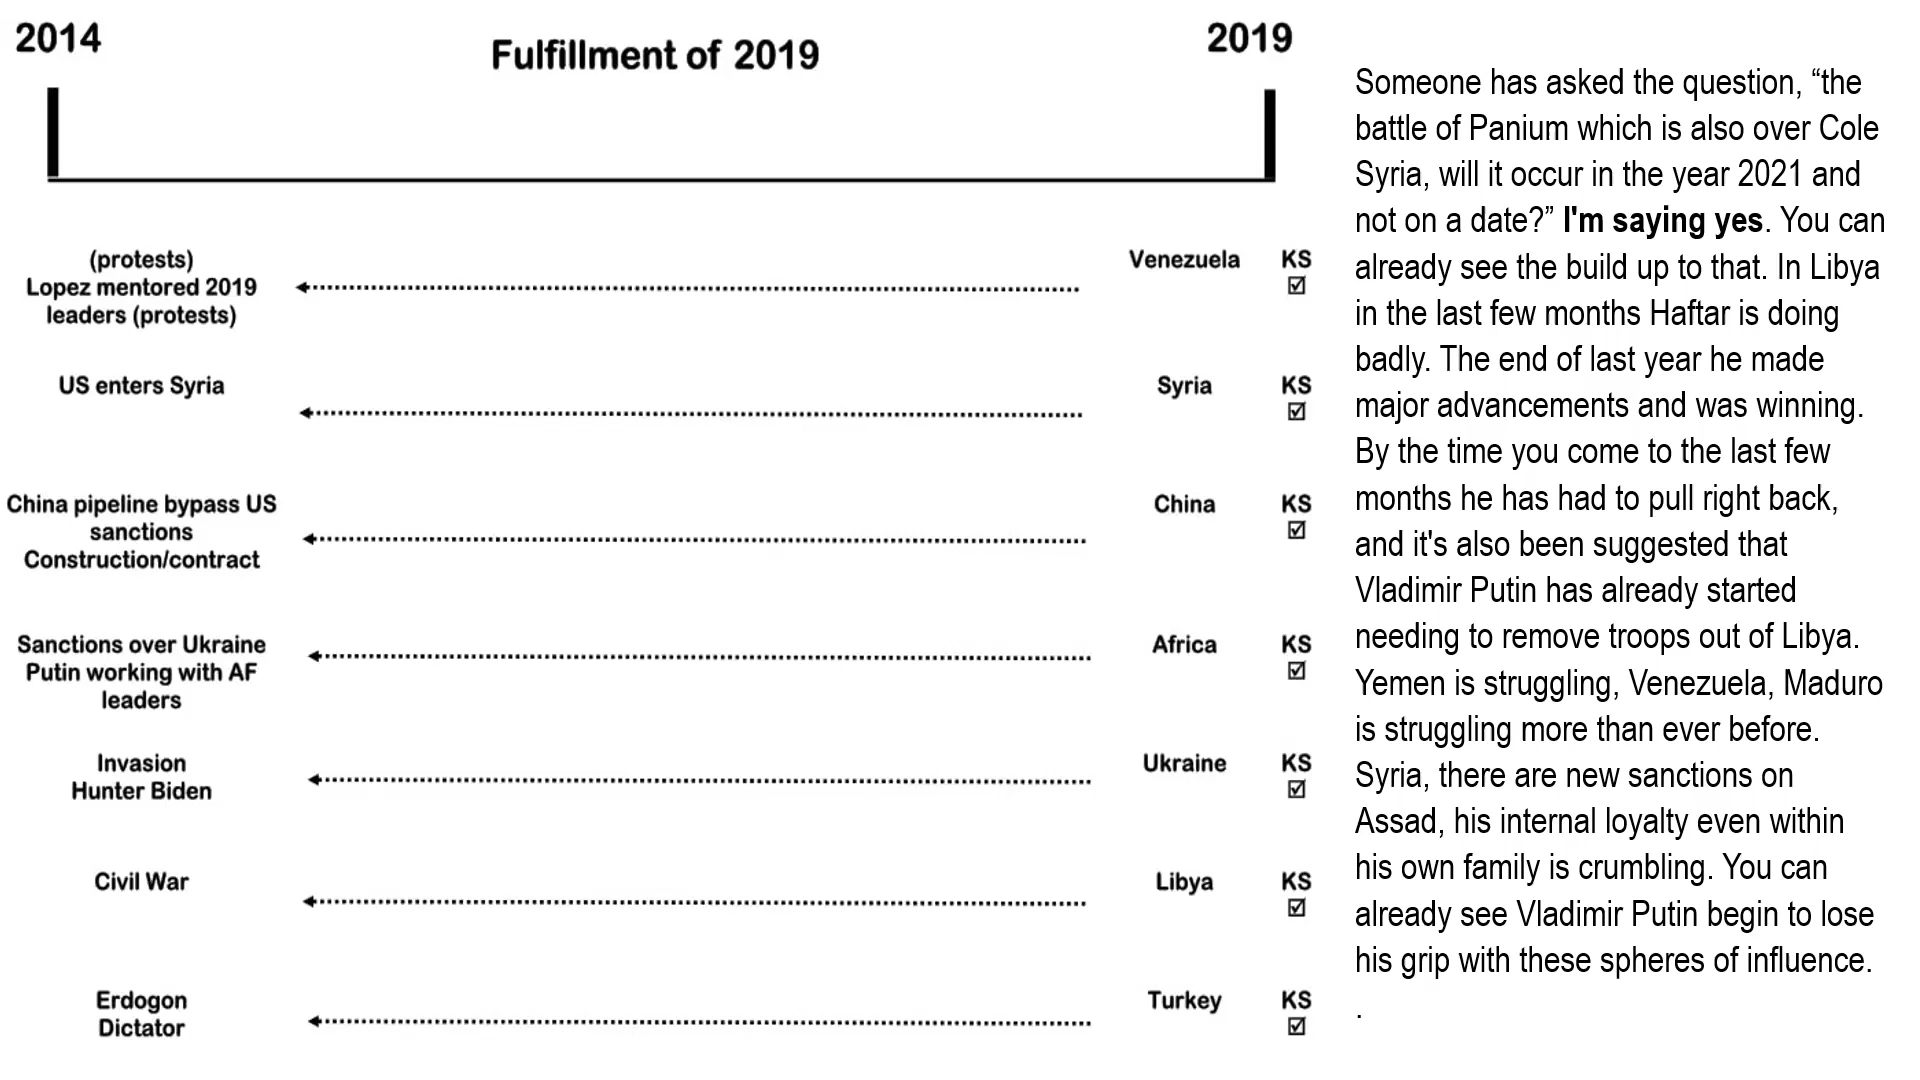 2014
Fulfillment of 2019
2019
(protests)
Lopez mentored 2019
leaders (protests)
Venezuela KS
☑
US enters Syria
Syria KS
☑
China pipeline bypass US
sanctions
Construction/contract
China KS
☑
Sanctions over Ukraine
Putin working with AF
leaders
Africa KS
☑
Invasion
Hunter Biden
Ukraine KS
☑
Civil War
Libya KS
☑
Erdogon
Dictator
Turkey KS
☑
Someone has asked the question, “the
battle of Panium which is also over Cole
Syria, will it occur in the year 2021 and
not on a date?” I'm saying yes. You can
already see the build up to that. In Libya
in the last few months Haftar is doing
badly. The end of last year he made
major advancements and was winning.
By the time you come to the last few
months he has had to pull right back,
and it's also been suggested that
Vladimir Putin has already started
needing to remove troops out of Libya.
Yemen is struggling, Venezuela, Maduro
is struggling more than ever before.
Syria, there are new sanctions on
Assad, his internal loyalty even within
his own family is crumbling. You can
already see Vladimir Putin begin to lose
his grip with these spheres of influence.
.